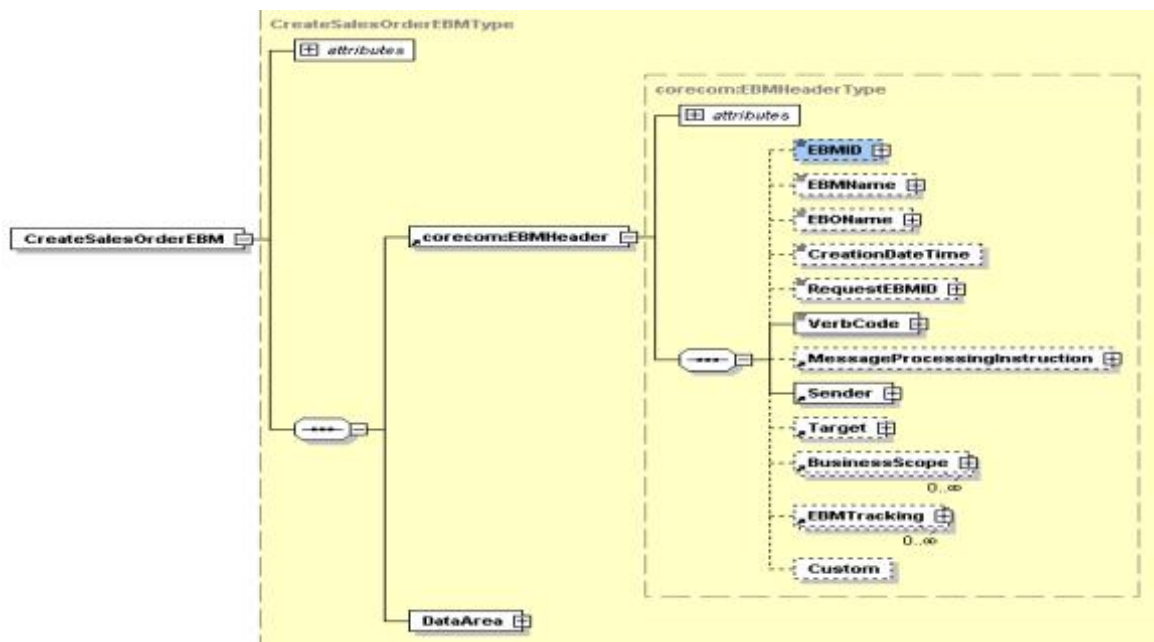 CreateSalesOrderEBMType
attributes
corecom:EBMHeaderType
attributes
EBMID
EBMName
EBOName
CreationDateTime
RequestEBMID
CreateSalesOrderEBM
corecom:EBMHeader
VerbCode
MessageProcessingInstruction
Sender
Target
BusinessScope
0..∞
EBMTracking
0..∞
Custom
DataArea